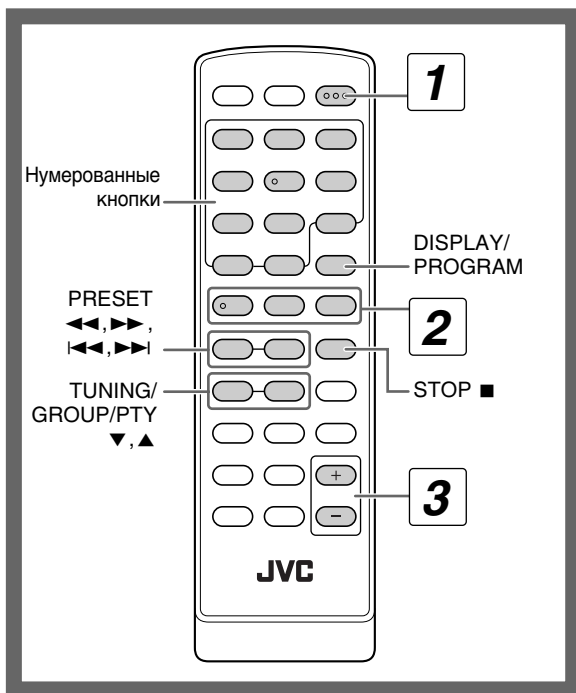 1
Нумерованные
кнопки
DISPLAY/
PROGRAM
PRESET
◄◄, ►►,
|◄◄, ►►|
2
TUNING/
GROUP/PTY
▼, ▲
STOP ■
+
3
−
JVC